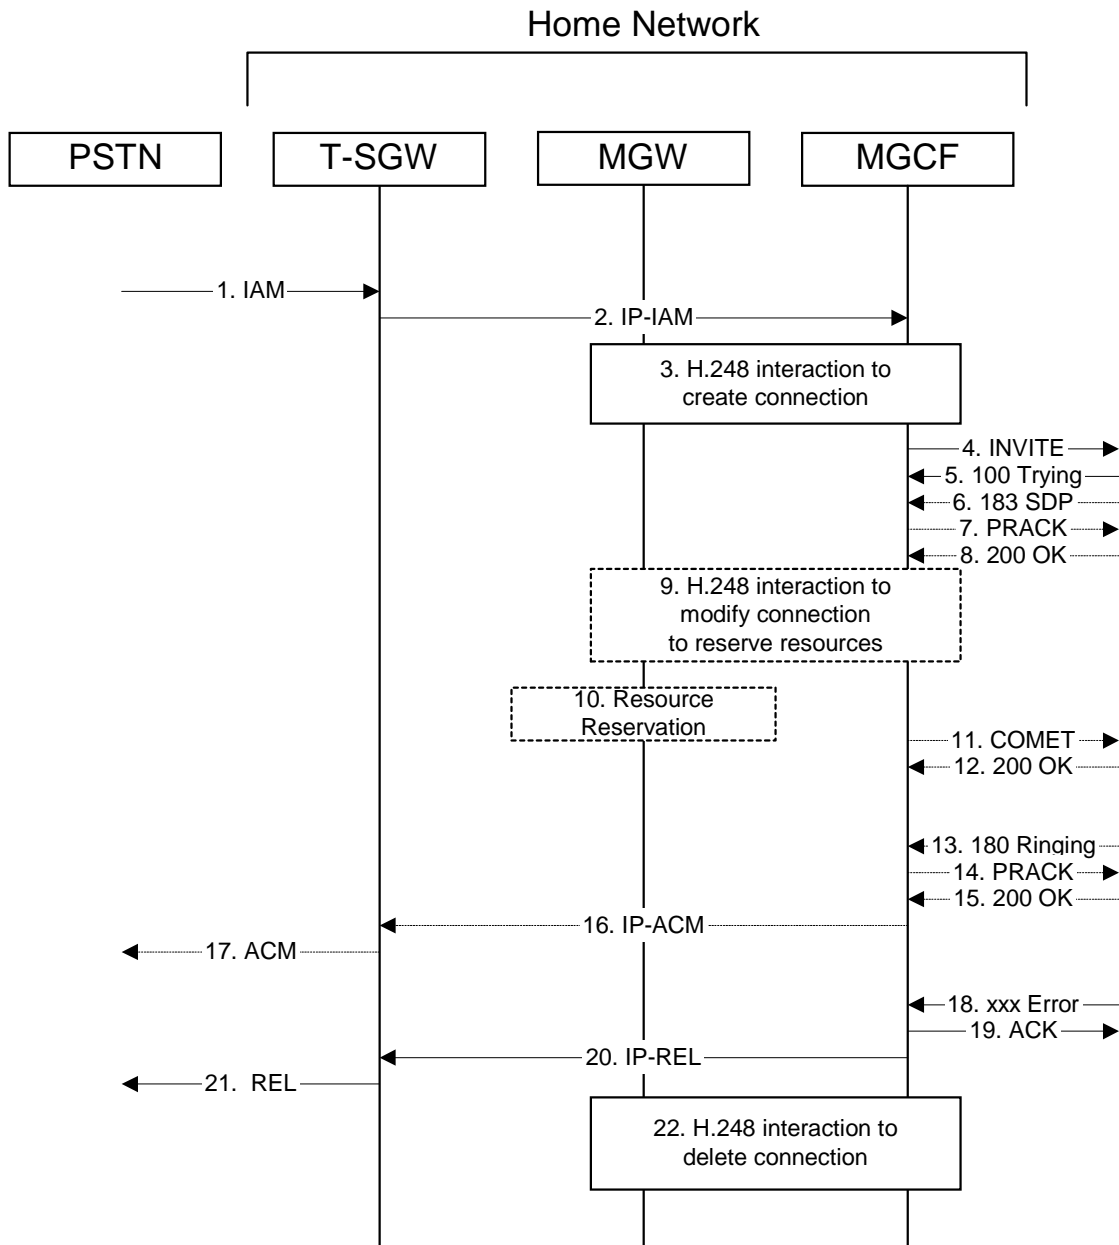 Home Network
PSTN
T-SGW
MGW
MGCF
1. IAM
2. IP-IAM
3. H.248 interaction to
create connection
4. INVITE
5. 100 Trying
6. 183 SDP
7. PRACK
8. 200 OK
9. H.248 interaction to
modify connection
to reserve resources
10. Resource
Reservation
11. COMET
12. 200 OK
13. 180 Ringing
14. PRACK
15. 200 OK
16. IP-ACM
17. ACM
18. xxx Error
19. ACK
20. IP-REL
21. REL
22. H.248 interaction to
delete connection